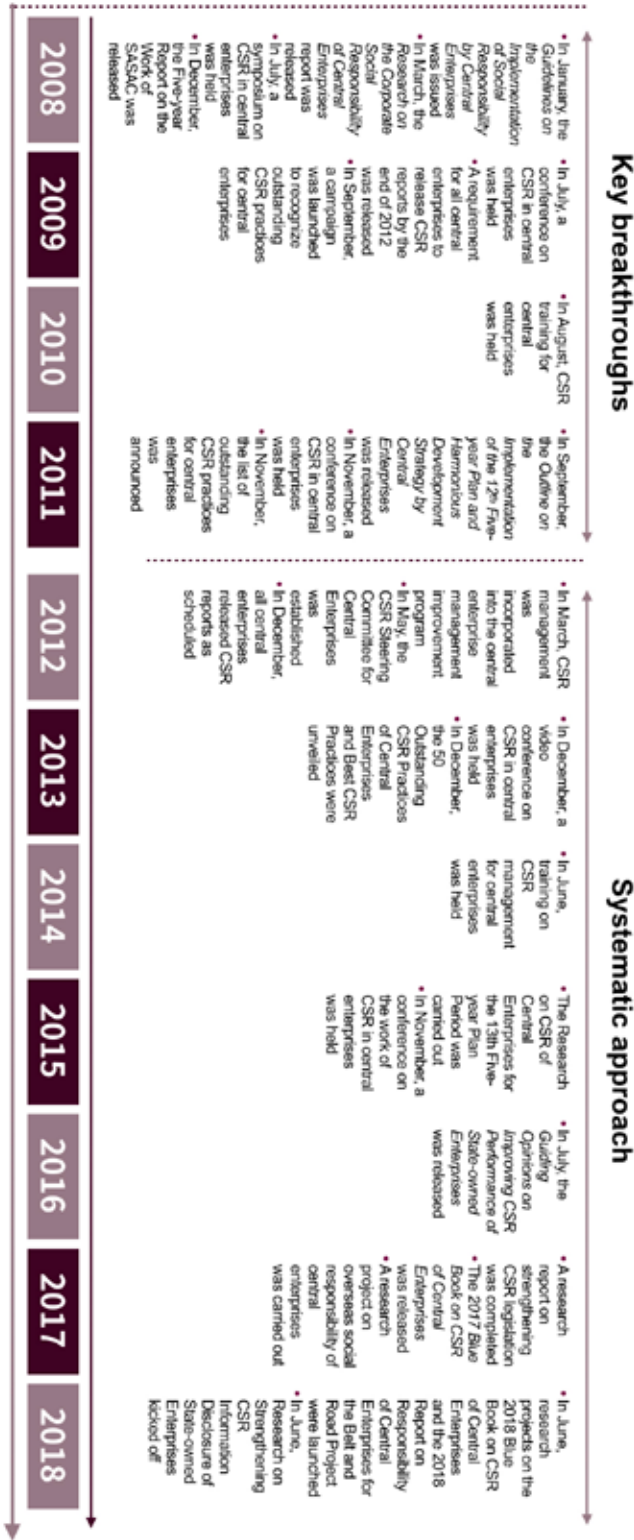 Key breakthroughs
Systematic approach
• In January, the
Guidelines on
the
Implementation
of Social
Responsibility
by Central
Enterprises
was issued
• In March, the
Research on
the Corporate
Social
Responsibility
of Central
Enterprises
report was
released
• In July, a
symposium on
CSR in central
enterprises
was held
• In December,
the Five-year
Report on the
Work of
SASAC was
released
• In July, a
conference on
CSR in central
enterprises
was held
• A requirement
for all central
enterprises to
release CSR
reports by the
end of 2012
was released
• In September,
a campaign
was launched
to recognize
outstanding
CSR practices
for central
enterprises
• In August, CSR
training for
central
enterprises
was held
• In September,
the Outline on
the
Implementation
of the 12th Five-
year Plan and
Harmonious
Development
Strategy by
Central
Enterprises
was released
• In November, a
conference on
CSR in central
enterprises
was held
• In November,
the list of
outstanding
CSR practices
for central
enterprises
was
announced
• In March, CSR
management
was
incorporated
into the central
enterprise
management
improvement
program
• In May, the
CSR Steering
Committee for
Central
Enterprises
was
established
• In December,
all central
enterprises
released CSR
reports as
scheduled
• In December, a
video
conference on
CSR in central
enterprises
was held
• In December,
the 50
Outstanding
CSR Practices
of Central
Enterprises
and Best CSR
Practices were
unveiled
• In June,
training on
CSR
management
for central
enterprises
was held
• The Research
on CSR of
Central
Enterprises for
the 13th Five-
year Plan
Period was
carried out
• In November, a
conference on
the work of
CSR in central
enterprises
was held
• In July, the
Guiding
Opinions on
Improving CSR
Performance of
State-owned
Enterprises
was released
• A research
report on
strengthening
CSR legislation
was completed
• The 2017 Blue
Book on CSR
of Central
Enterprises
was released
• A research
project on
overseas social
responsibility of
central
enterprises
was carried out
• In June,
research
projects on the
2018 Blue
Book on CSR
of Central
Enterprises
and the 2018
Report on
Responsibility
of Central
Enterprises for
the Belt and
Road Project
were launched
• In June,
Research on
Strengthening
CSR
Information
Disclosure of
State-owned
Enterprises
kicked off
2008
2009
2010
2011
2012
2013
2014
2015
2016
2017
2018